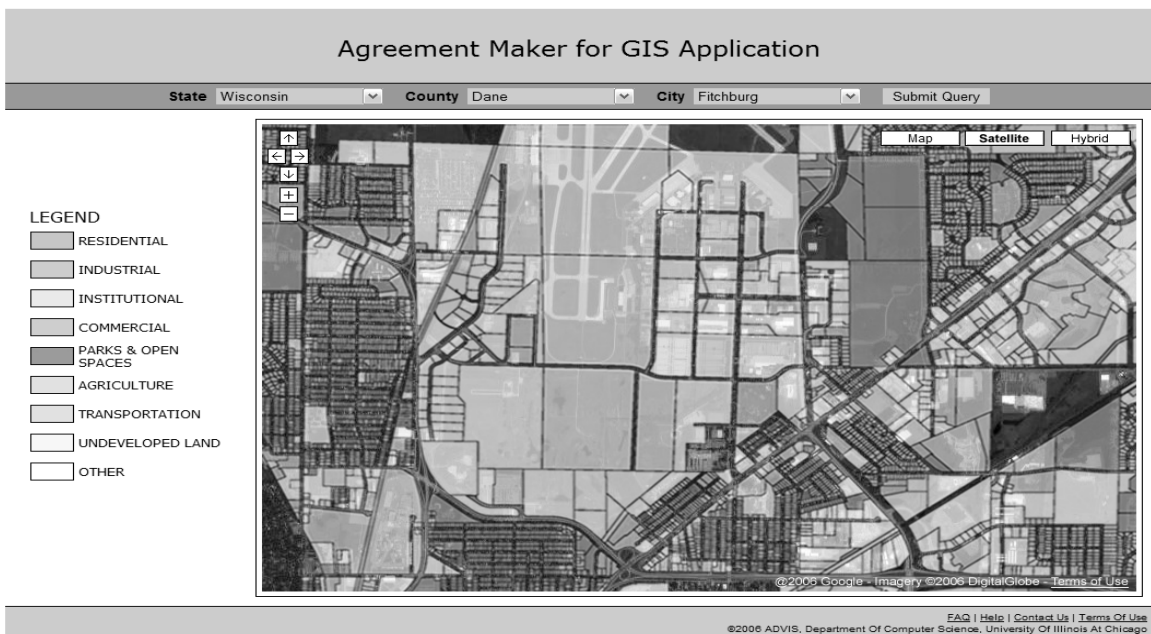 Agreement Maker for GIS Application
State Wisconsin County Dane City Fitchburg Submit Query
Map Satellite Hybrid
LEGEND
RESIDENTIAL
INDUSTRIAL
INSTITUTIONAL
COMMERCIAL
PARKS & OPEN
SPACES
AGRICULTURE
TRANSPORTATION
UNDEVELOPED LAND
OTHER
@2006 Google - Imagery ©2006 DigitalGlobe - Terms of Use
FAQ | Help | Contact Us | Terms Of Use
©2006 ADVIS, Department Of Computer Science, University Of Illinois At Chicago